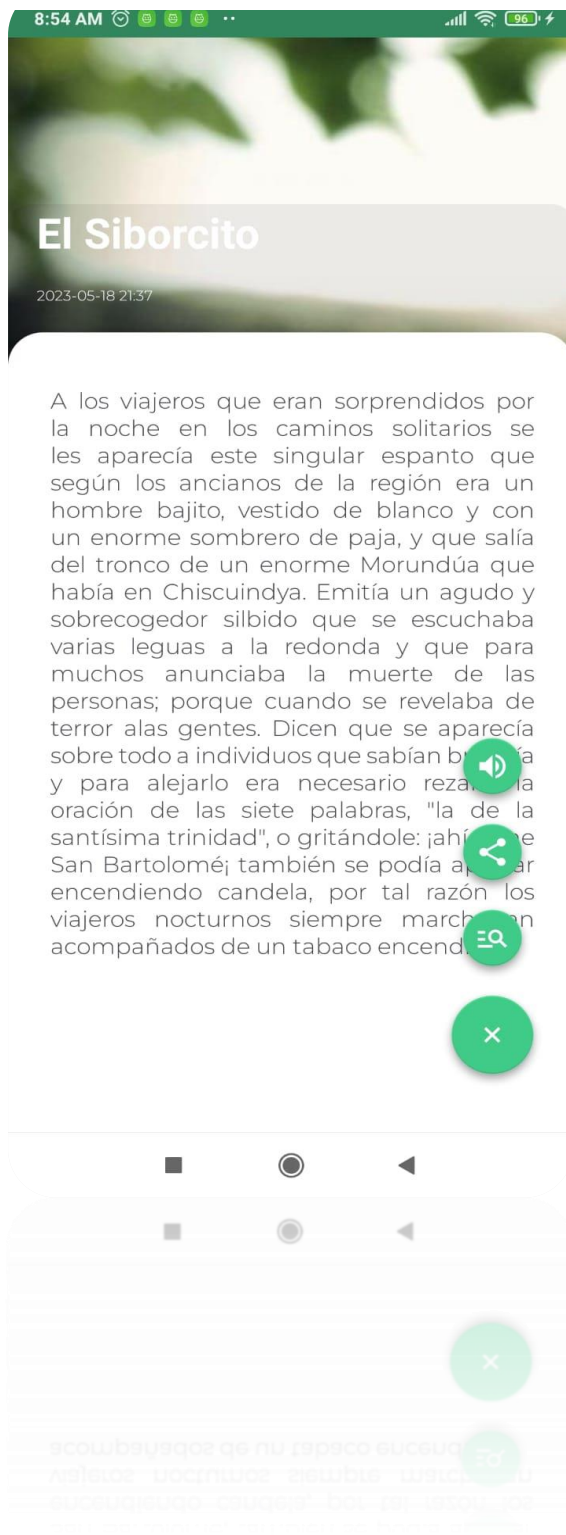 8:54 AM
96
El Siborcito
2023-05-18 21:37
A los viajeros que eran sorprendidos por
la noche en los caminos solitarios se
les aparecía este singular espanto que
según los ancianos de la región era un
hombre bajito, vestido de blanco y con
un enorme sombrero de paja, y que salía
del tronco de un enorme Morundúa que
había en Chiscuindya. Emitía un agudo y
sobrecogedor silbido que se escuchaba
varias leguas a la redonda y que para
muchos anunciaba la muerte de las
personas; porque cuando se revelaba de
terror alas gentes. Dicen que se aparecía
sobre todo a individuos que sabían
y para alejarlo era necesario la
oración de las siete palabras, "la de la
santísima trinidad", o gritándole: ¡ahí
San Bartolomé¡ también se podía
encendiendo candela, por tal razón los
viajeros nocturnos siempre
acompañados de un tabaco